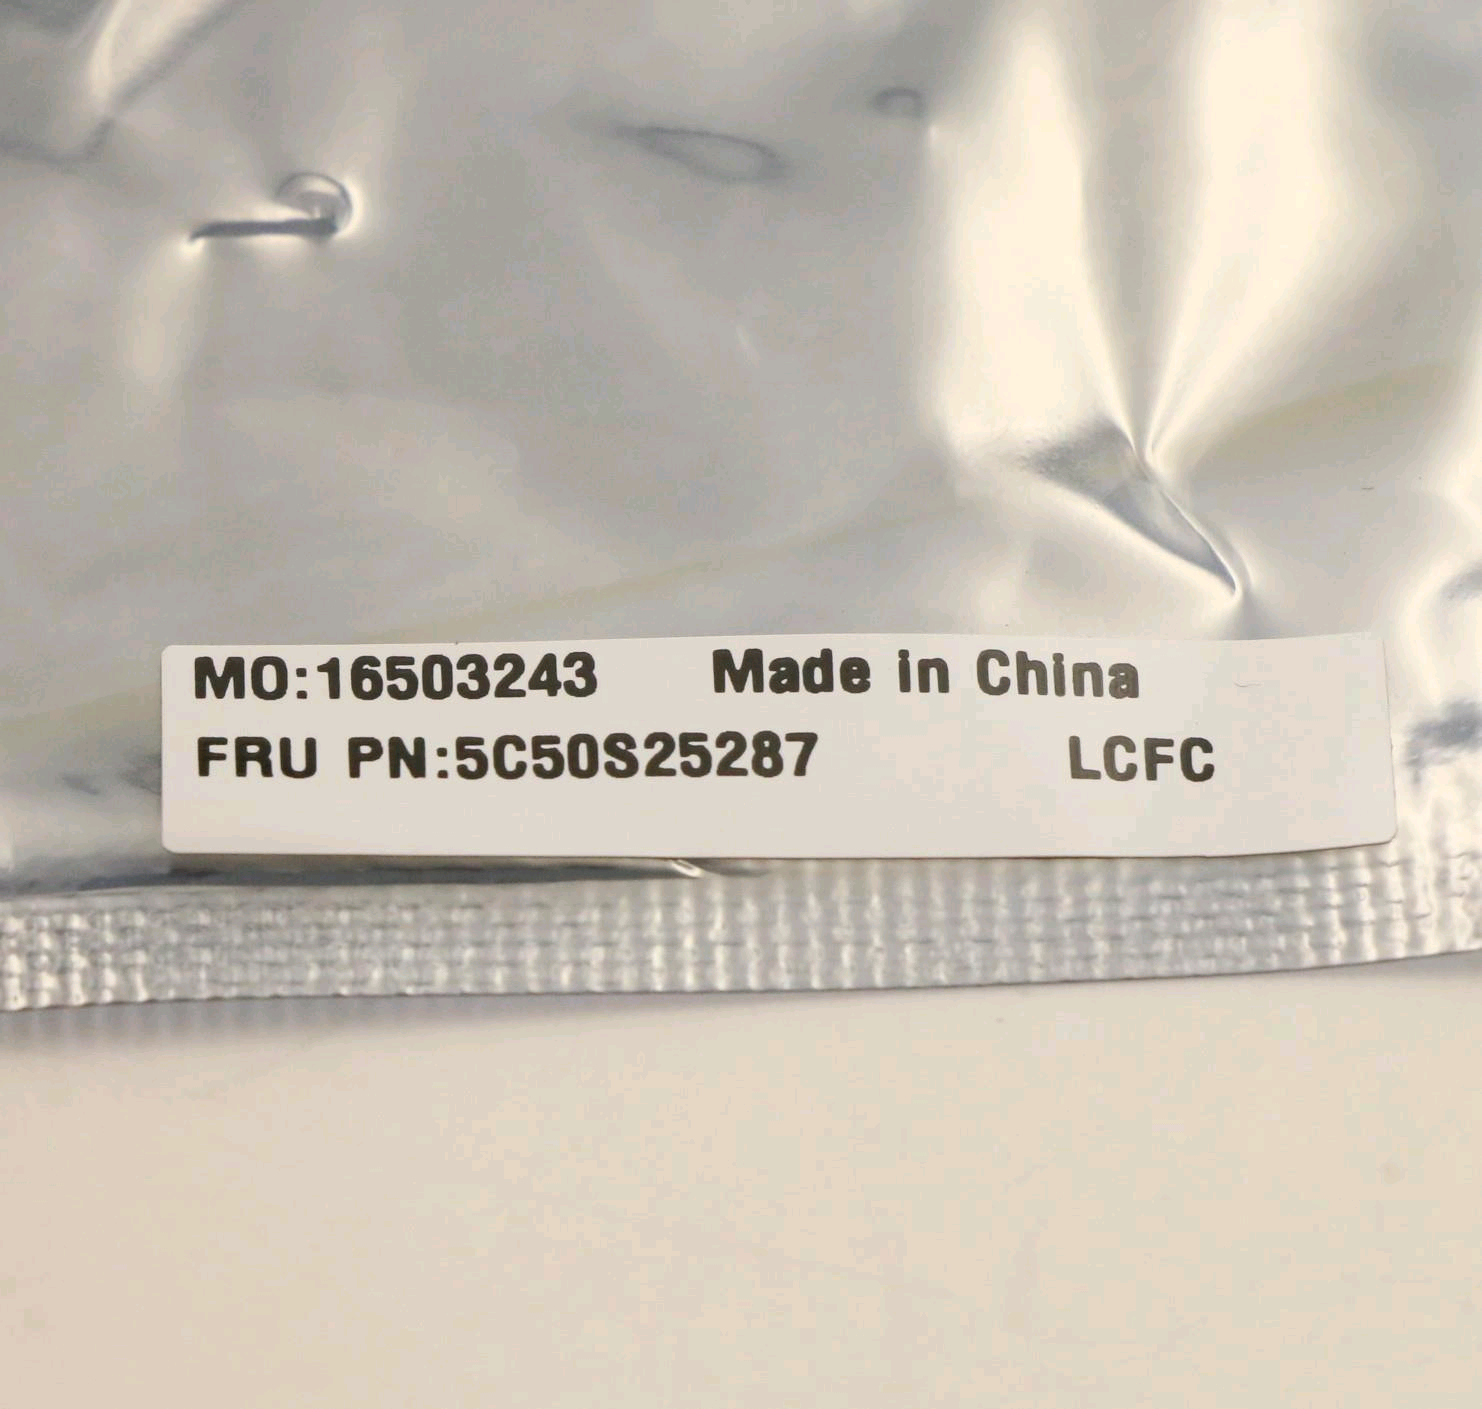 MO:16503243 Made in China
FRU PN:5C50S25287 LCFC